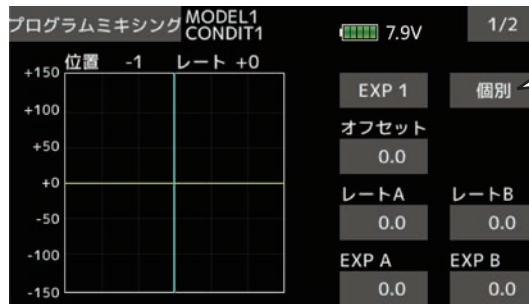 プログラムミキシング
MODEL1
CONDIT1
7.9V
1/2
位置 -1 レート +0
+150
+100
+50
+0
-50
-100
-150
EXP 1
個別
オフセット
0.0
レートA
レートB
0.0
0.0
EXP A
EXP B
0.0
0.0